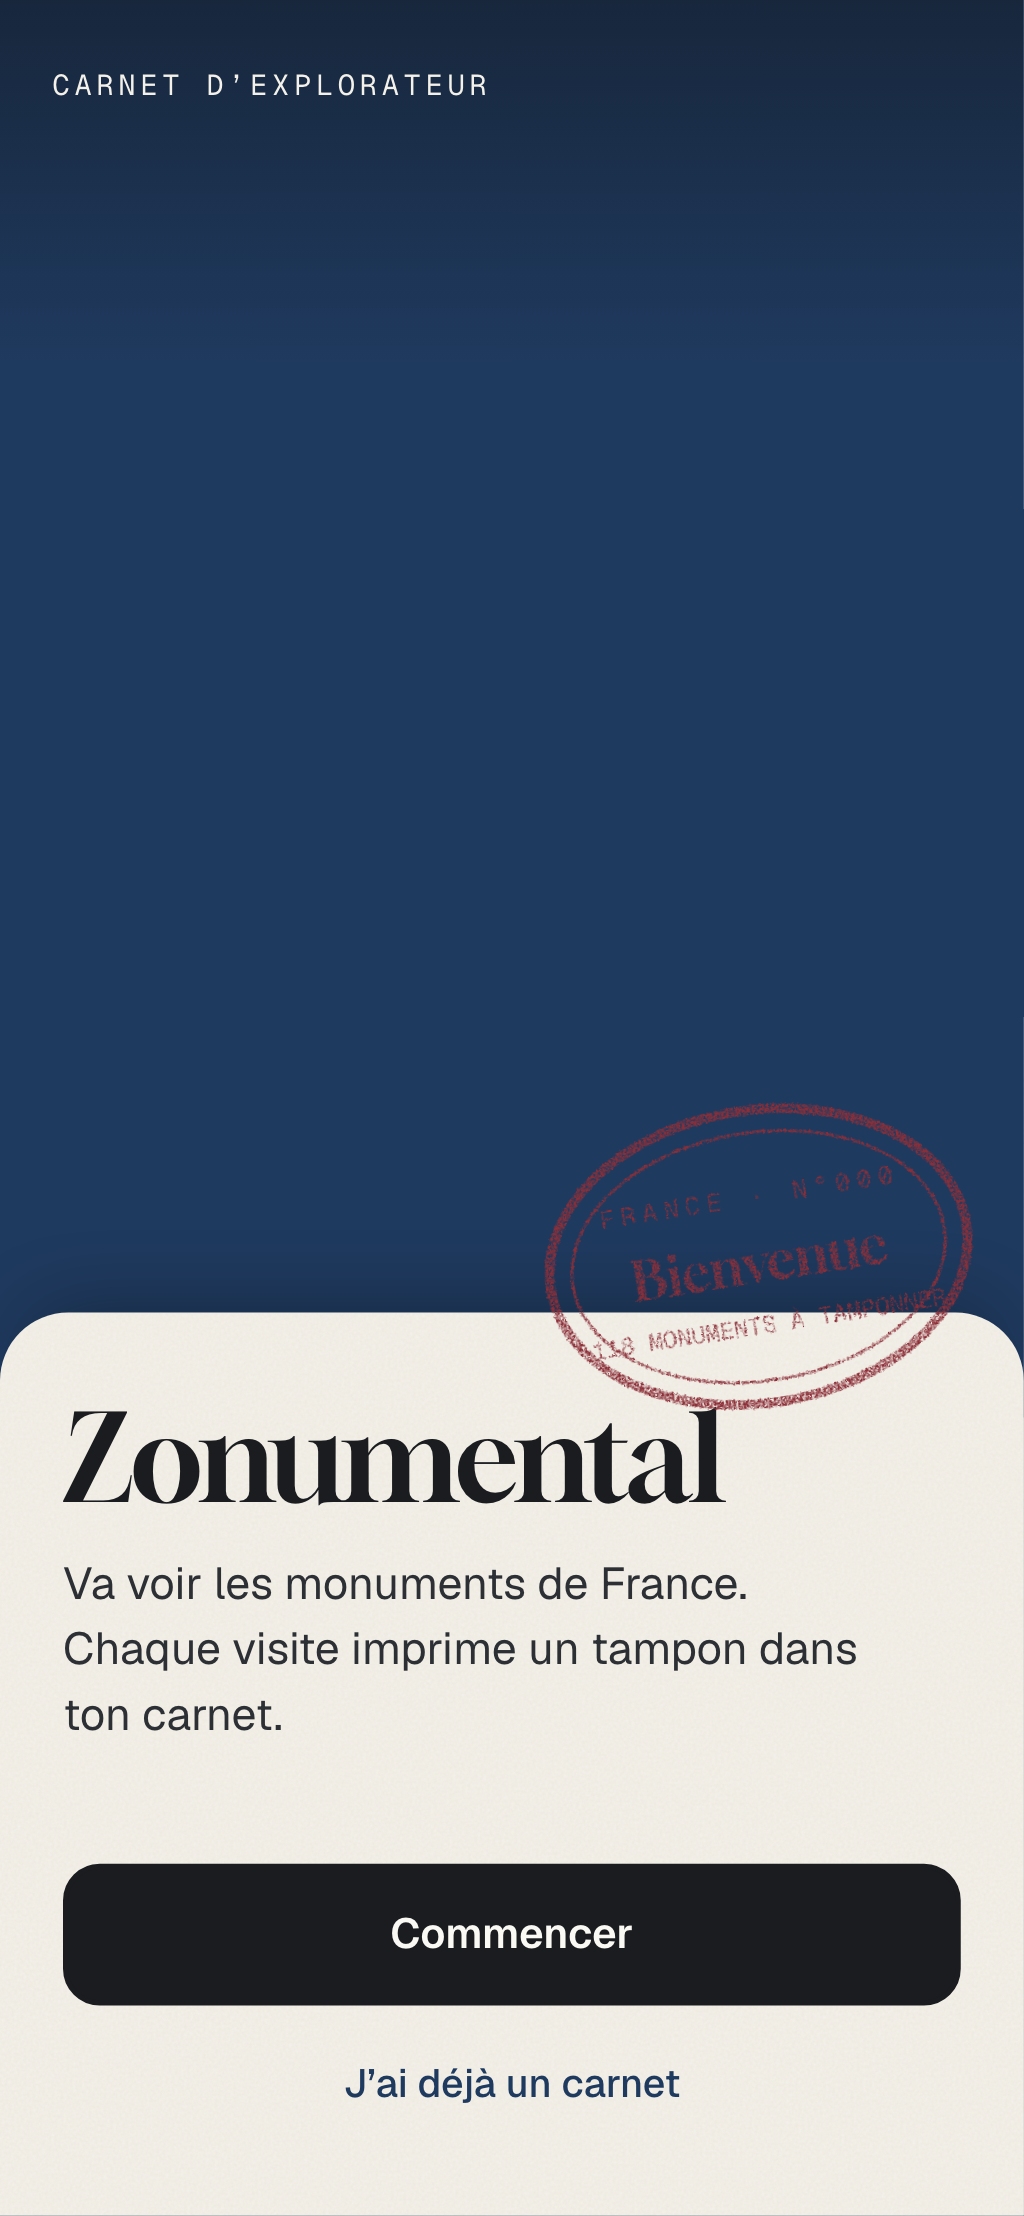 CARNET D’EXPLORATEUR
FRANCE · N°000
Bienvenue
118 MONUMENTS A TAMPONNER
Zonumental
Va voir les monuments de France.
Chaque visite imprime un tampon dans
ton carnet.
Commencer
J’ai déjà un carnet